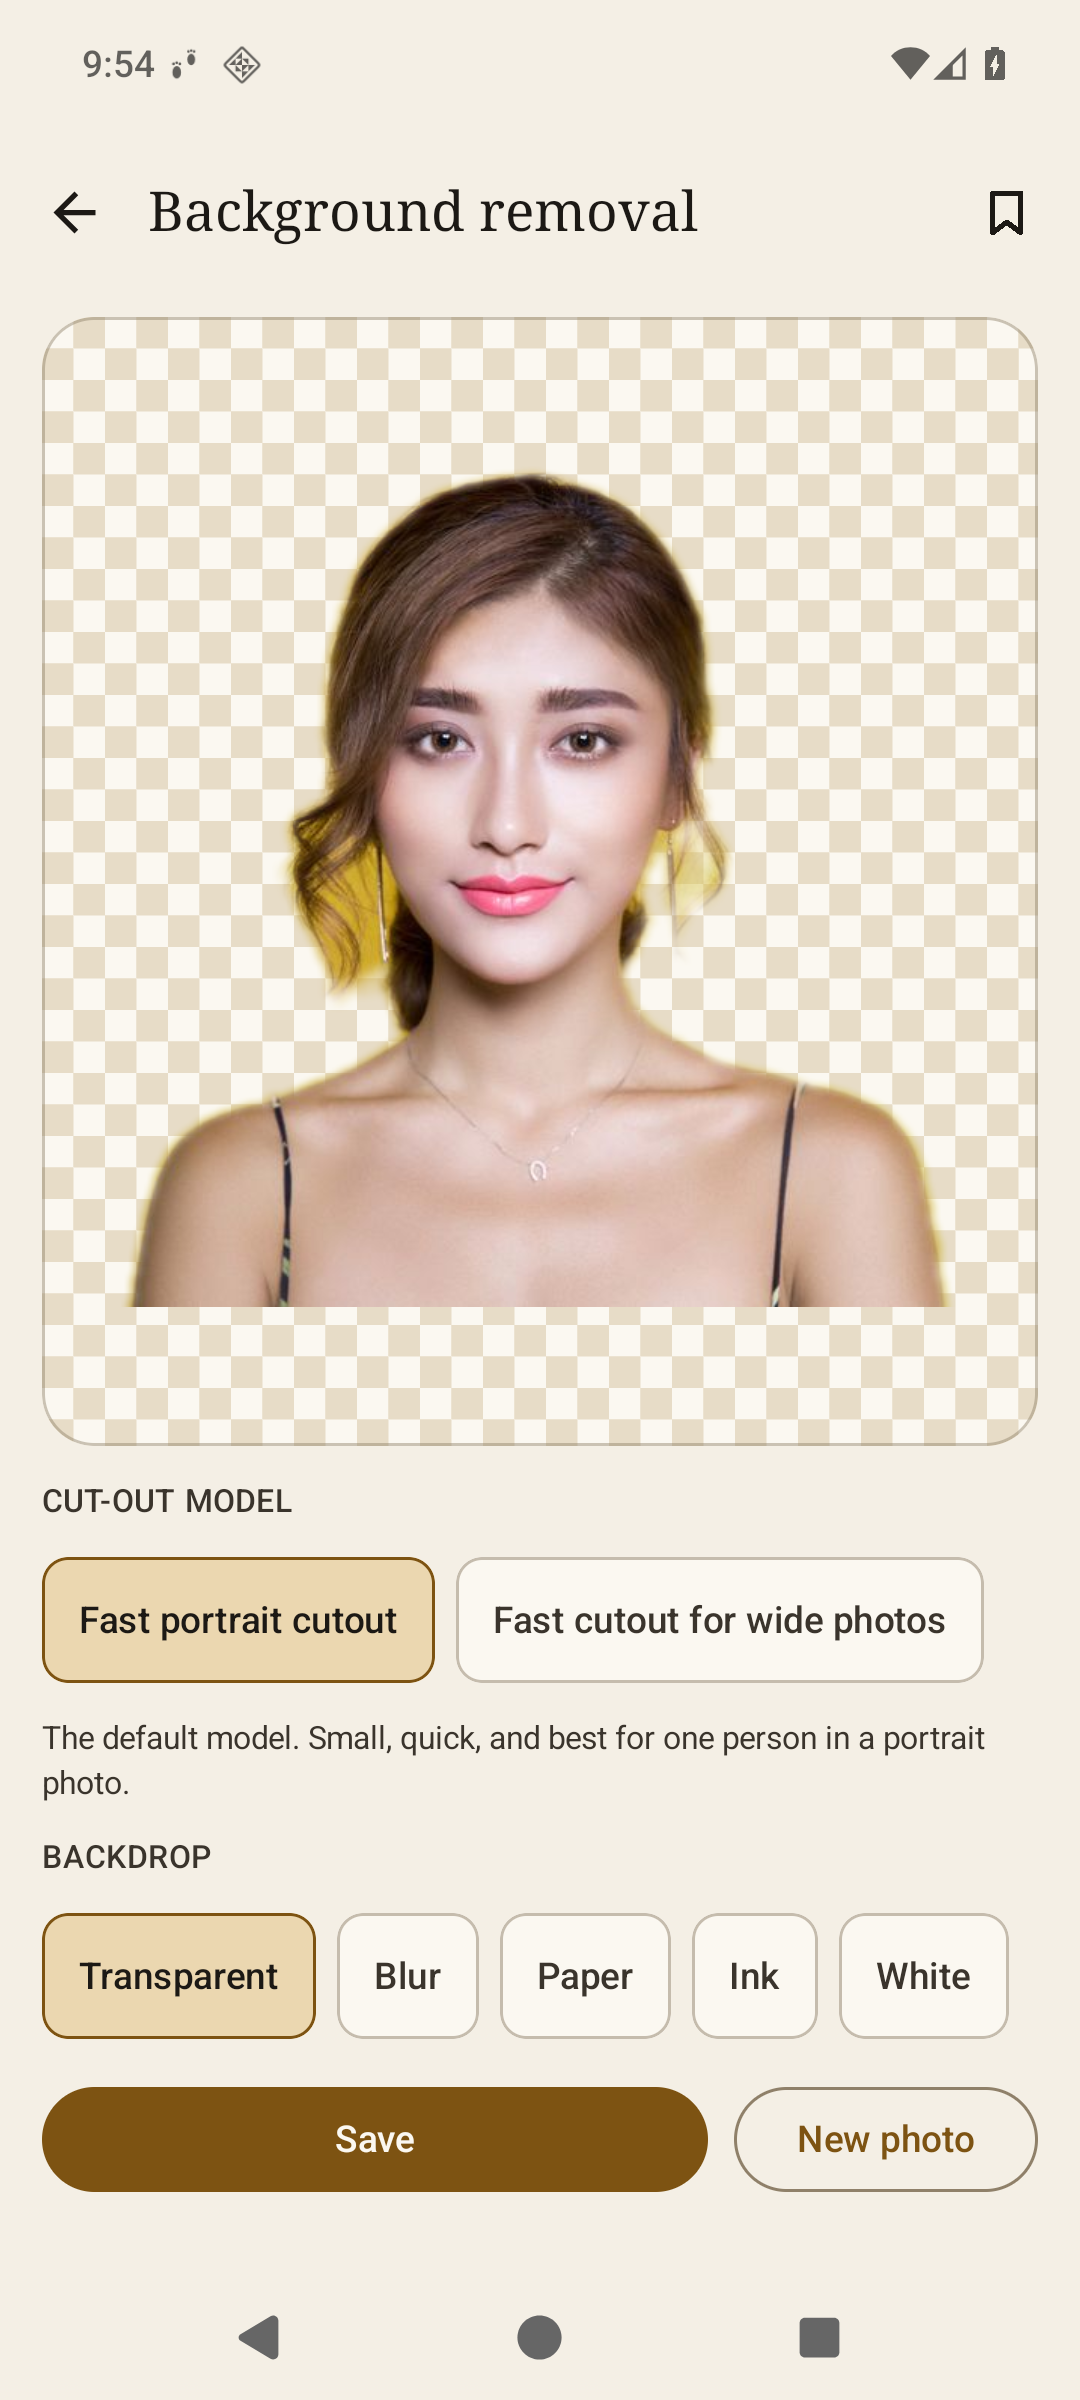 9:54
Background removal
CUT-OUT MODEL
Fast portrait cutout
Fast cutout for wide photos
The default model. Small, quick, and best for one person in a portrait
photo.
BACKDROP
Transparent
Blur
Paper
Ink
White
Save
New photo